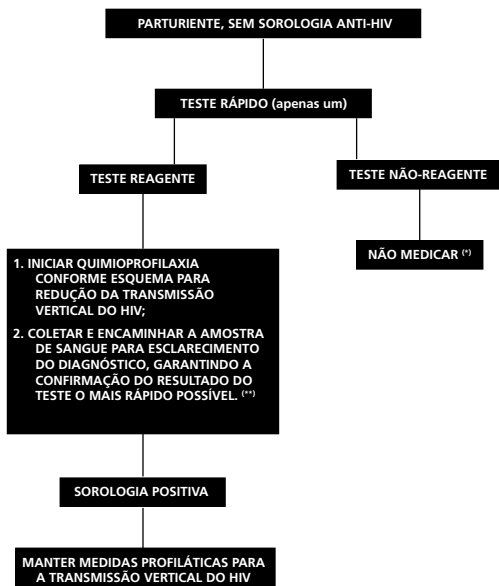 PARTURIENTE, SEM SOROLOGIA ANTI-HIV
TESTE RÁPIDO (apenas um)
TESTE REAGENTE
TESTE NÃO-REAGENTE
NÃO MEDICAR (*)
1. INICIAR QUIMIOPROFILAXIA
CONFORME ESQUEMA PARA
REDUÇÃO DA TRANSMISSÃO
VERTICAL DO HIV;
2. COLETAR E ENCAMINHAR A AMOSTRA
DE SANGUE PARA ESCLARECIMENTO
DO DIAGNÓSTICO, GARANTINDO A
CONFIRMAÇÃO DO RESULTADO DO
TESTE O MAIS RÁPIDO POSSÍVEL. (**)
SOROLOGIA POSITIVA
MANTER MEDIDAS PROFILÁTICAS PARA
A TRANSMISSÃO VERTICAL DO HIV